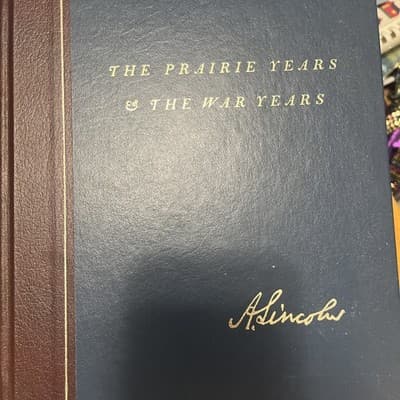 THE PRAIRIE YEARS
& THE WAR YEARS
A. Lincoln